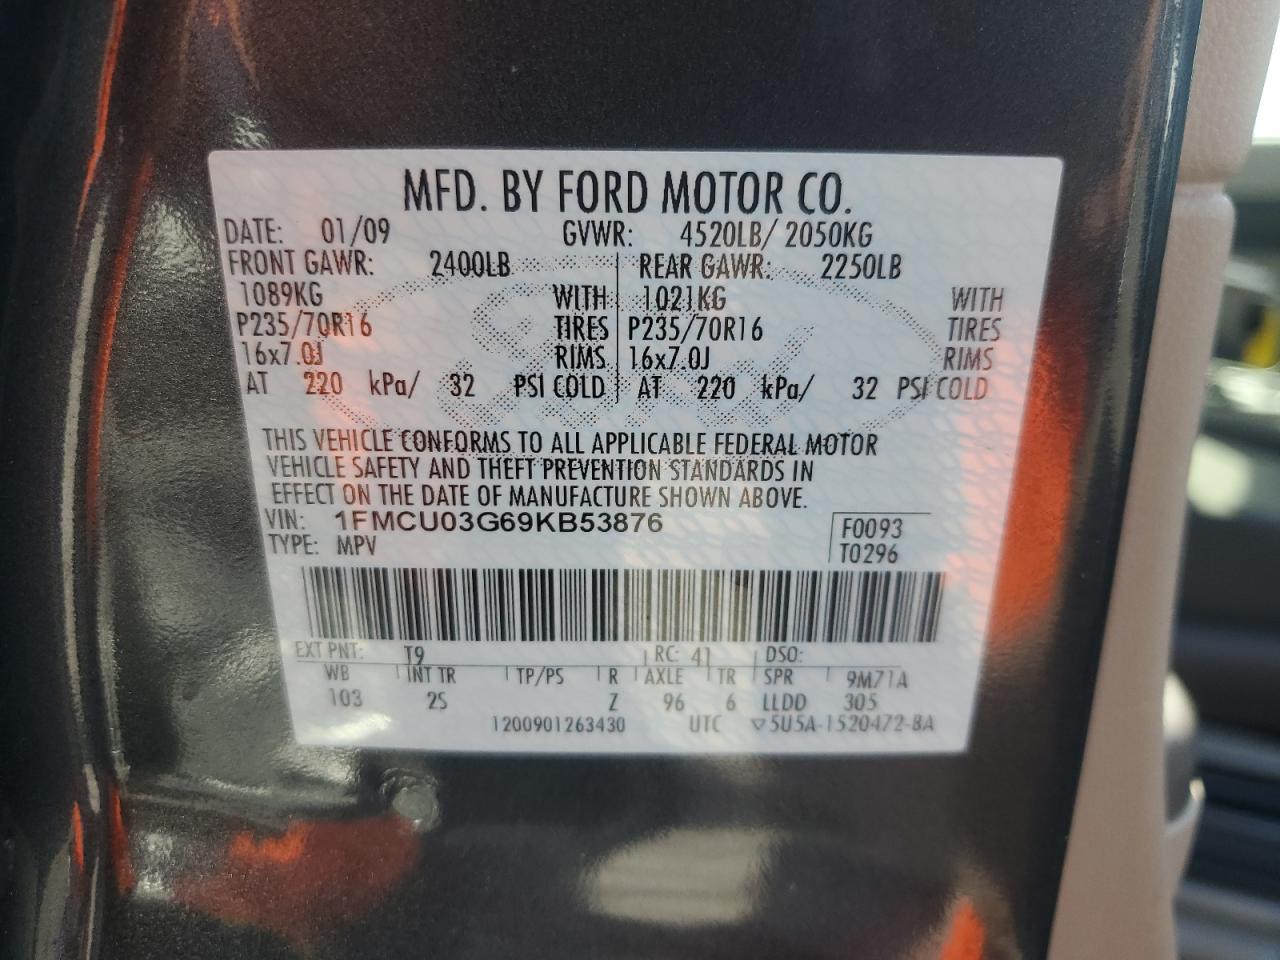 MFD. BY FORD MOTOR CO.
DATE: 01/09 GVWR: 4520LB/ 2050KG
FRONT GAWR: 2400LB REAR GAWR: 2250LB
1089KG WITH 1021KG WITH
P235/70R16 TIRES P235/70R16 TIRES
16x7.0J RIMS 16x7.0J RIMS
AT 220 kPa/ 32 PSI COLD AT 220 kPa/ 32 PSI COLD
THIS VEHICLE CONFORMS TO ALL APPLICABLE FEDERAL MOTOR
VEHICLE SAFETY AND THEFT PREVENTION STANDARDS IN
EFFECT ON THE DATE OF MANUFACTURE SHOWN ABOVE.
VIN: 1FMCU03G69KB53876 F0093
TYPE: MPV T0296
EXT PNT: T9 RC: 41 DSO:
WB INT TR TP/PS R AXLE TR SPR 9M71A
103 2S Z 96 6 LLDD 305
1200901263430 UTC ▽5U5A-1520472-BA